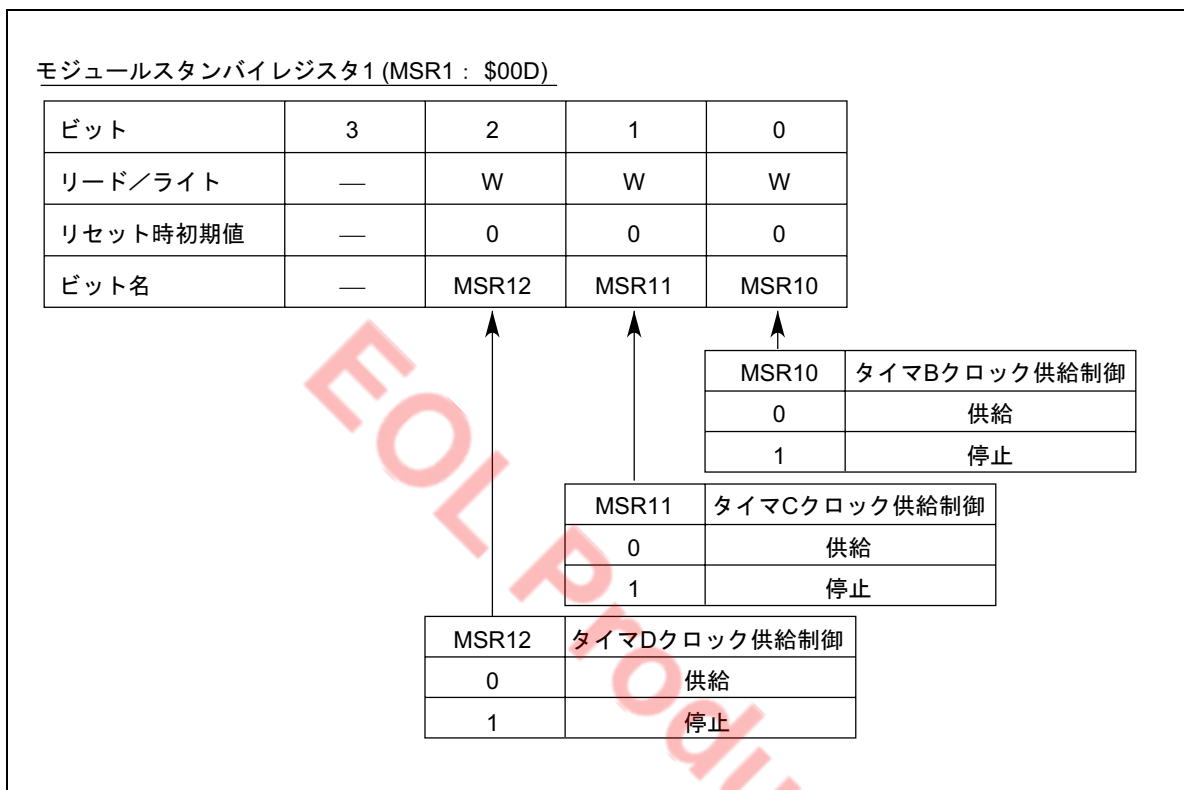 モジュールスタンバイレジスタ1 (MSR1： $00D)
ビット 3 2 1 0
リード／ライト — W W W
リセット時初期値 — 0 0 0
ビット名 — MSR12 MSR11 MSR10
MSR10 タイマBクロック供給制御
0 供給
1 停止
MSR11 タイマCクロック供給制御
0 供給
1 停止
MSR12 タイマDクロック供給制御
0 供給
1 停止
EOL Produ